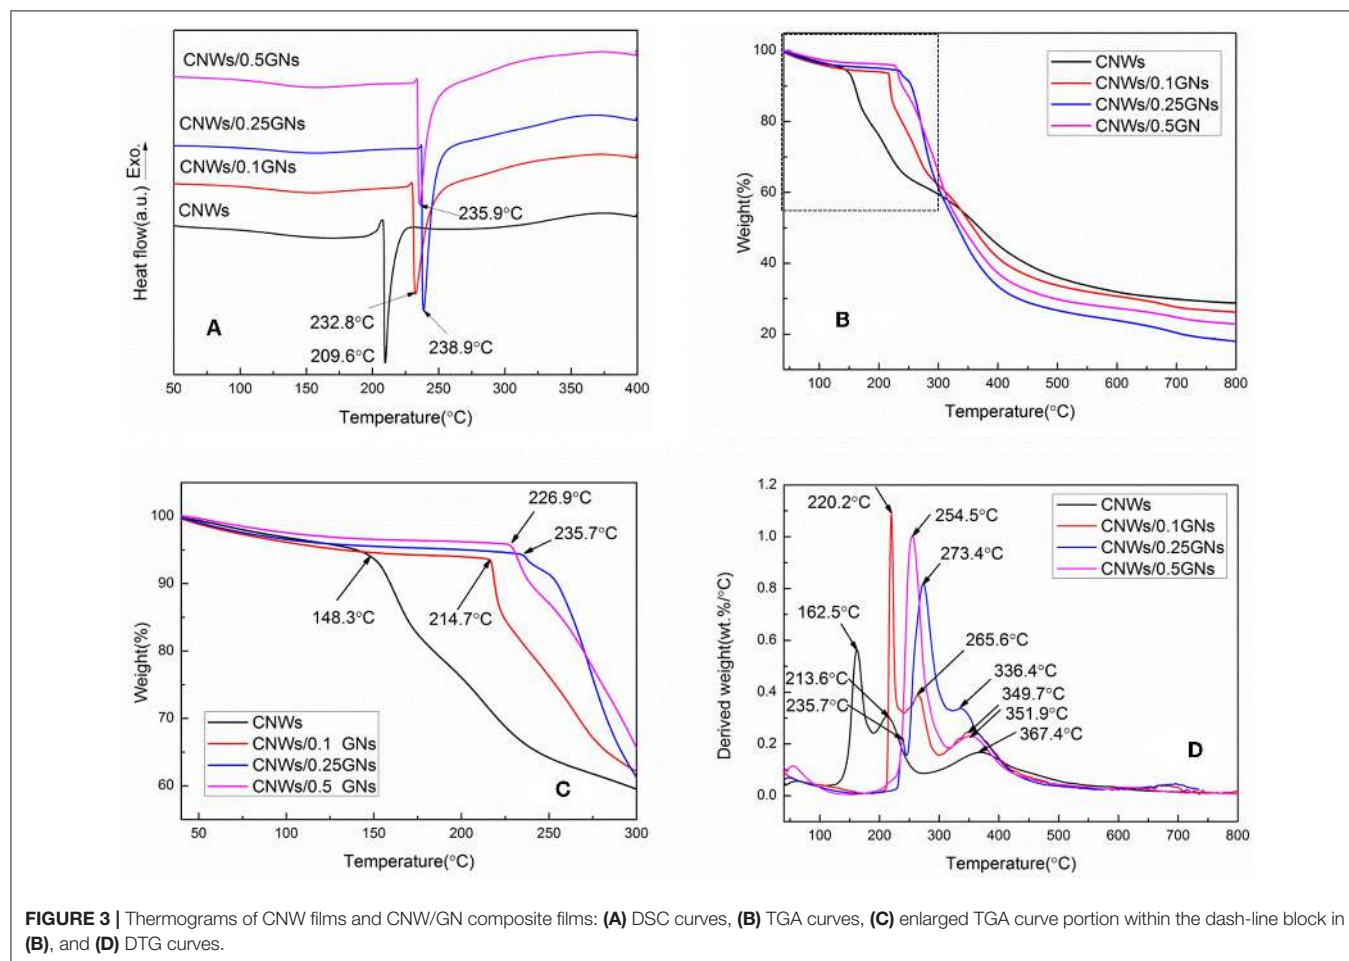 CNWs/0.5GNs
CNWs/0.25GNs
CNWs/0.1GNs
CNWs
235.9°C
232.8°C
209.6°C
238.9°C
A
Heat flow(a.u.) Exo.
50 100 150 200 250 300 350 400
Temperature(°C)
CNWs
CNWs/0.1GNs
CNWs/0.25GNs
CNWs/0.5GN
100
80
60
40
20
B
Weight(%)
100 200 300 400 500 600 700 800
Temperature(°C)
226.9°C
235.7°C
148.3°C
214.7°C
CNWs
CNWs/0.1 GNs
CNWs/0.25GNs
CNWs/0.5 GNs
100
90
80
70
60
C
Weight(%)
50 100 150 200 250 300
Temperature(°C)
220.2°C
254.5°C
273.4°C
162.5°C
265.6°C
213.6°C
235.7°C
336.4°C
349.7°C
351.9°C
367.4°C
CNWs
CNWs/0.1GNs
CNWs/0.25GNs
CNWs/0.5GNs
1.2
1.0
0.8
0.6
0.4
0.2
0.0
D
Derived weight(wt.%/°C)
100 200 300 400 500 600 700 800
Temperature(°C)
FIGURE 3 | Thermograms of CNW films and CNW/GN composite films: (A) DSC curves, (B) TGA curves, (C) enlarged TGA curve portion within the dash-line block in
(B), and (D) DTG curves.